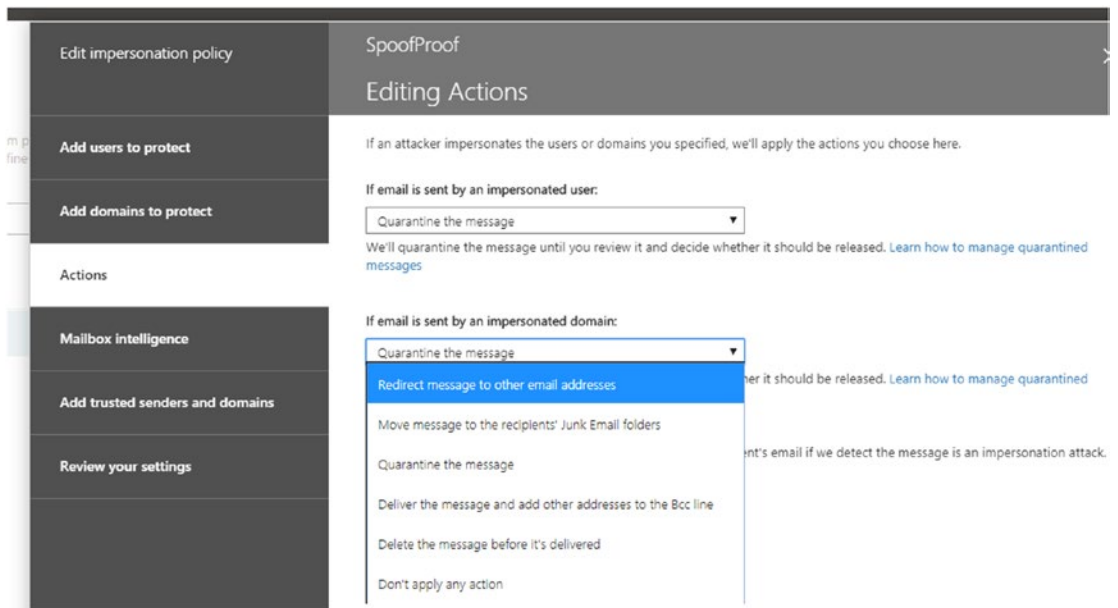 Edit impersonation policy
SpoofProof
Editing Actions
m p
fine
Add users to protect
Add domains to protect
Actions
Mailbox intelligence
Add trusted senders and domains
Review your settings
If an attacker impersonates the users or domains you specified, we'll apply the actions you choose here.
If email is sent by an impersonated user:
Quarantine the message
We'll quarantine the message until you review it and decide whether it should be released. Learn how to manage quarantined
messages
If email is sent by an impersonated domain:
Quarantine the message
Redirect message to other email addresses
her it should be released. Learn how to manage quarantined
Move message to the recipients' Junk Email folders
ent's email if we detect the message is an impersonation attack.
Quarantine the message
Deliver the message and add other addresses to the Bcc line
Delete the message before it's delivered
Don't apply any action